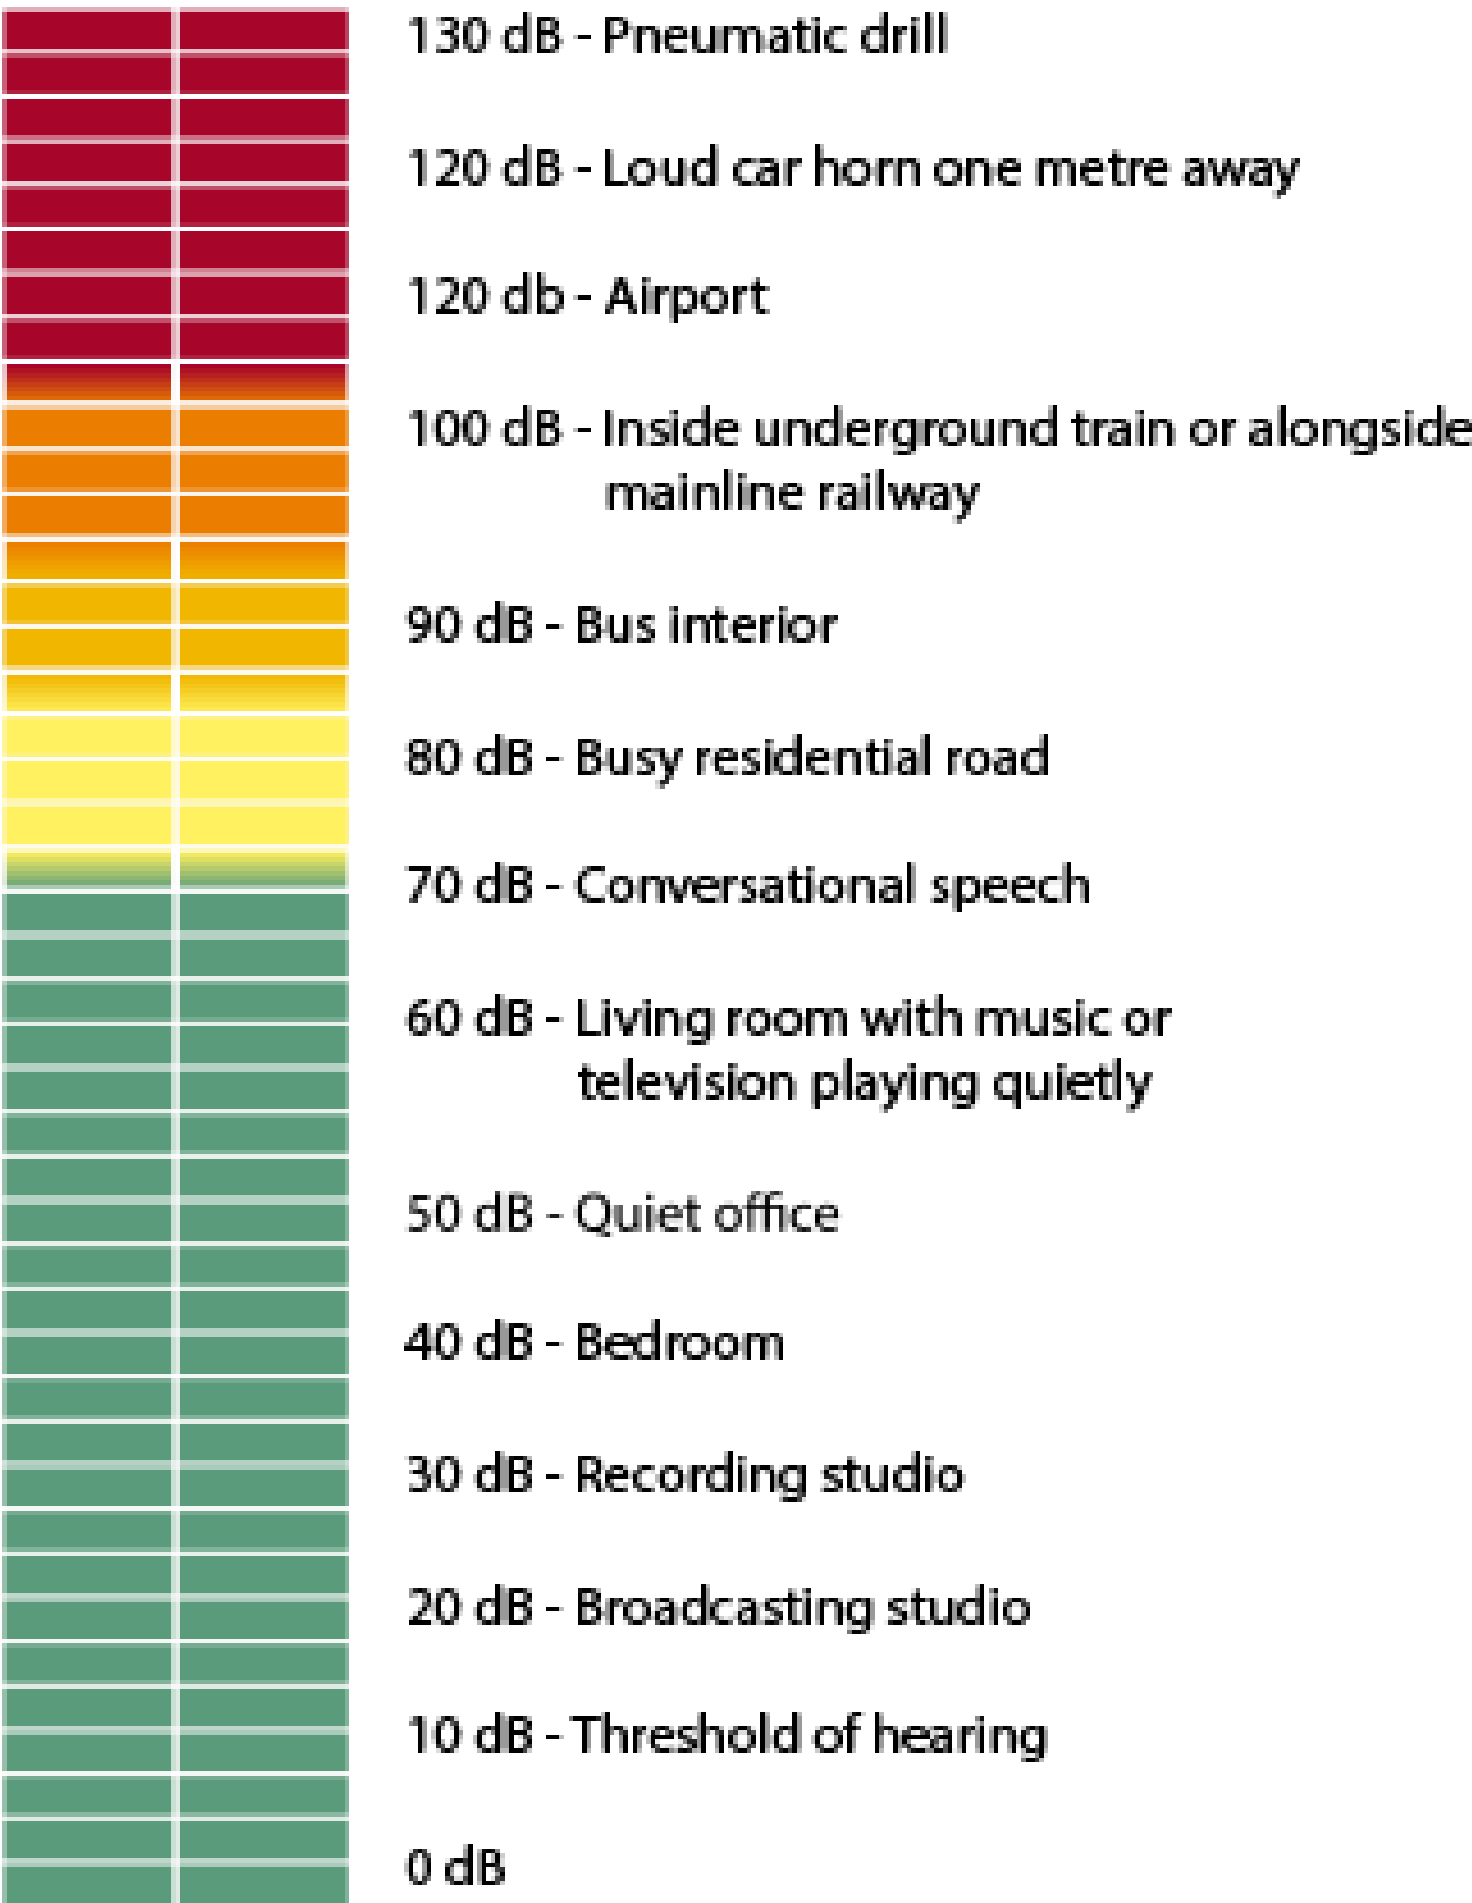 130 dB - Pneumatic drill
120 dB - Loud car horn one metre away
120 db - Airport
100 dB - Inside underground train or alongside
mainline railway
90 dB - Bus interior
80 dB - Busy residential road
70 dB - Conversational speech
60 dB - Living room with music or
television playing quietly
50 dB - Quiet office
40 dB - Bedroom
30 dB - Recording studio
20 dB - Broadcasting studio
10 dB - Threshold of hearing
0 dB